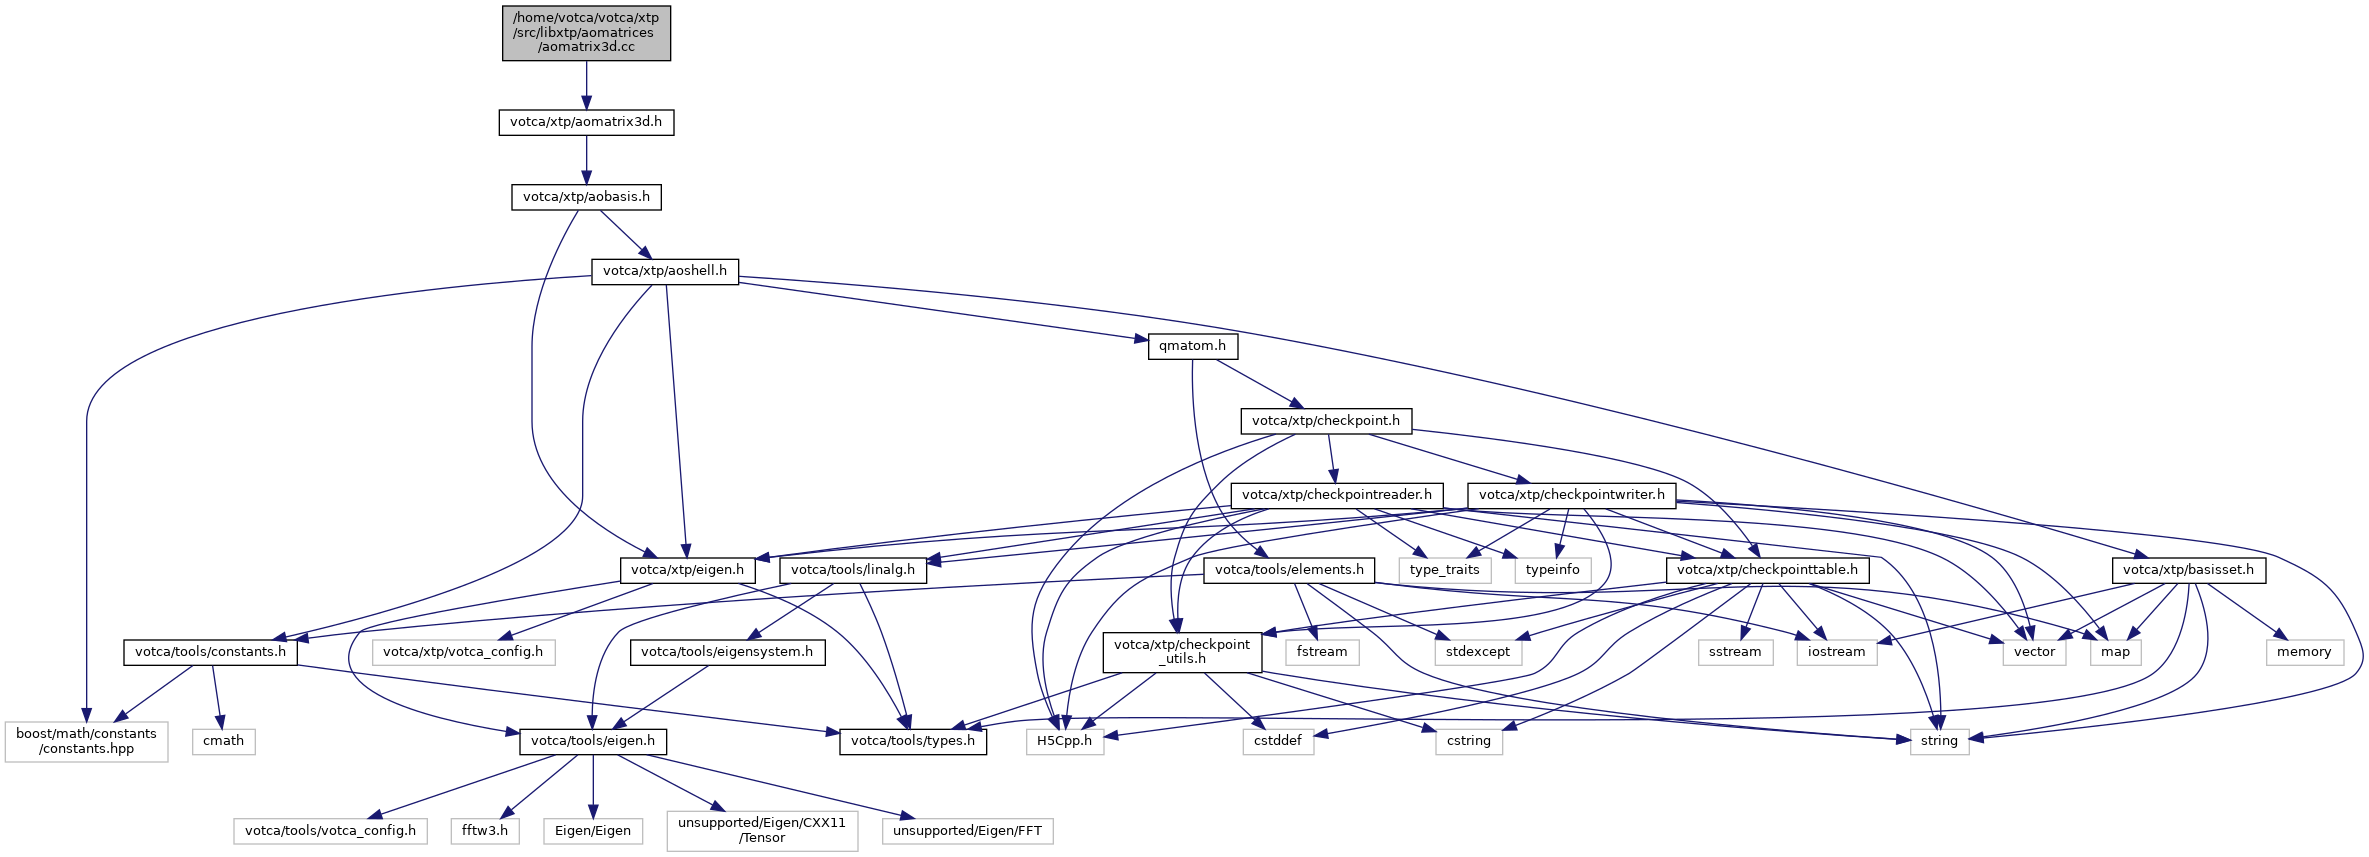 /home/votca/votca/xtp
/src/libxtp/aomatrices
/aomatrix3d.cc
votca/xtp/aomatrix3d.h
votca/xtp/aobasis.h
votca/xtp/aoshell.h
qmatom.h
votca/xtp/checkpoint.h
votca/xtp/checkpointreader.h
votca/xtp/checkpointwriter.h
votca/xtp/eigen.h
votca/tools/linalg.h
votca/tools/elements.h
type_traits
typeinfo
votca/xtp/checkpointtable.h
votca/xtp/basisset.h
votca/tools/constants.h
votca/xtp/votca_config.h
votca/tools/eigensystem.h
votca/xtp/checkpoint
_utils.h
fstream
stdexcept
sstream
iostream
vector
map
memory
boost/math/constants
/constants.hpp
cmath
votca/tools/eigen.h
votca/tools/types.h
H5Cpp.h
cstddef
cstring
string
votca/tools/votca_config.h
fftw3.h
Eigen/Eigen
unsupported/Eigen/CXX11
/Tensor
unsupported/Eigen/FFT